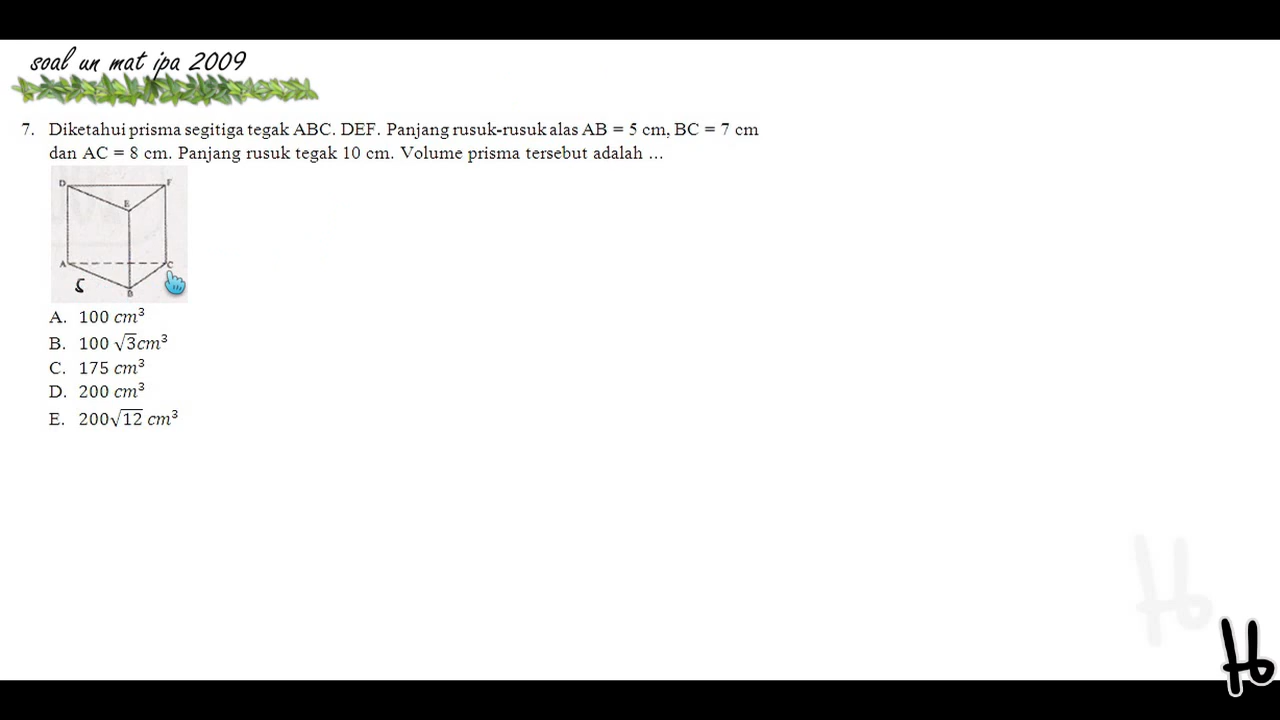 soal un mat ipa 2009
7. Diketahui prisma segitiga tegak ABC. DEF. Panjang rusuk-rusuk alas AB = 5 cm, BC = 7 cm
dan AC = 8 cm. Panjang rusuk tegak 10 cm. Volume prisma tersebut adalah ...
D F
E
A C
5
B
A. 100 cm³
B. 100 √3cm³
C. 175 cm³
D. 200 cm³
E. 200√12 cm³